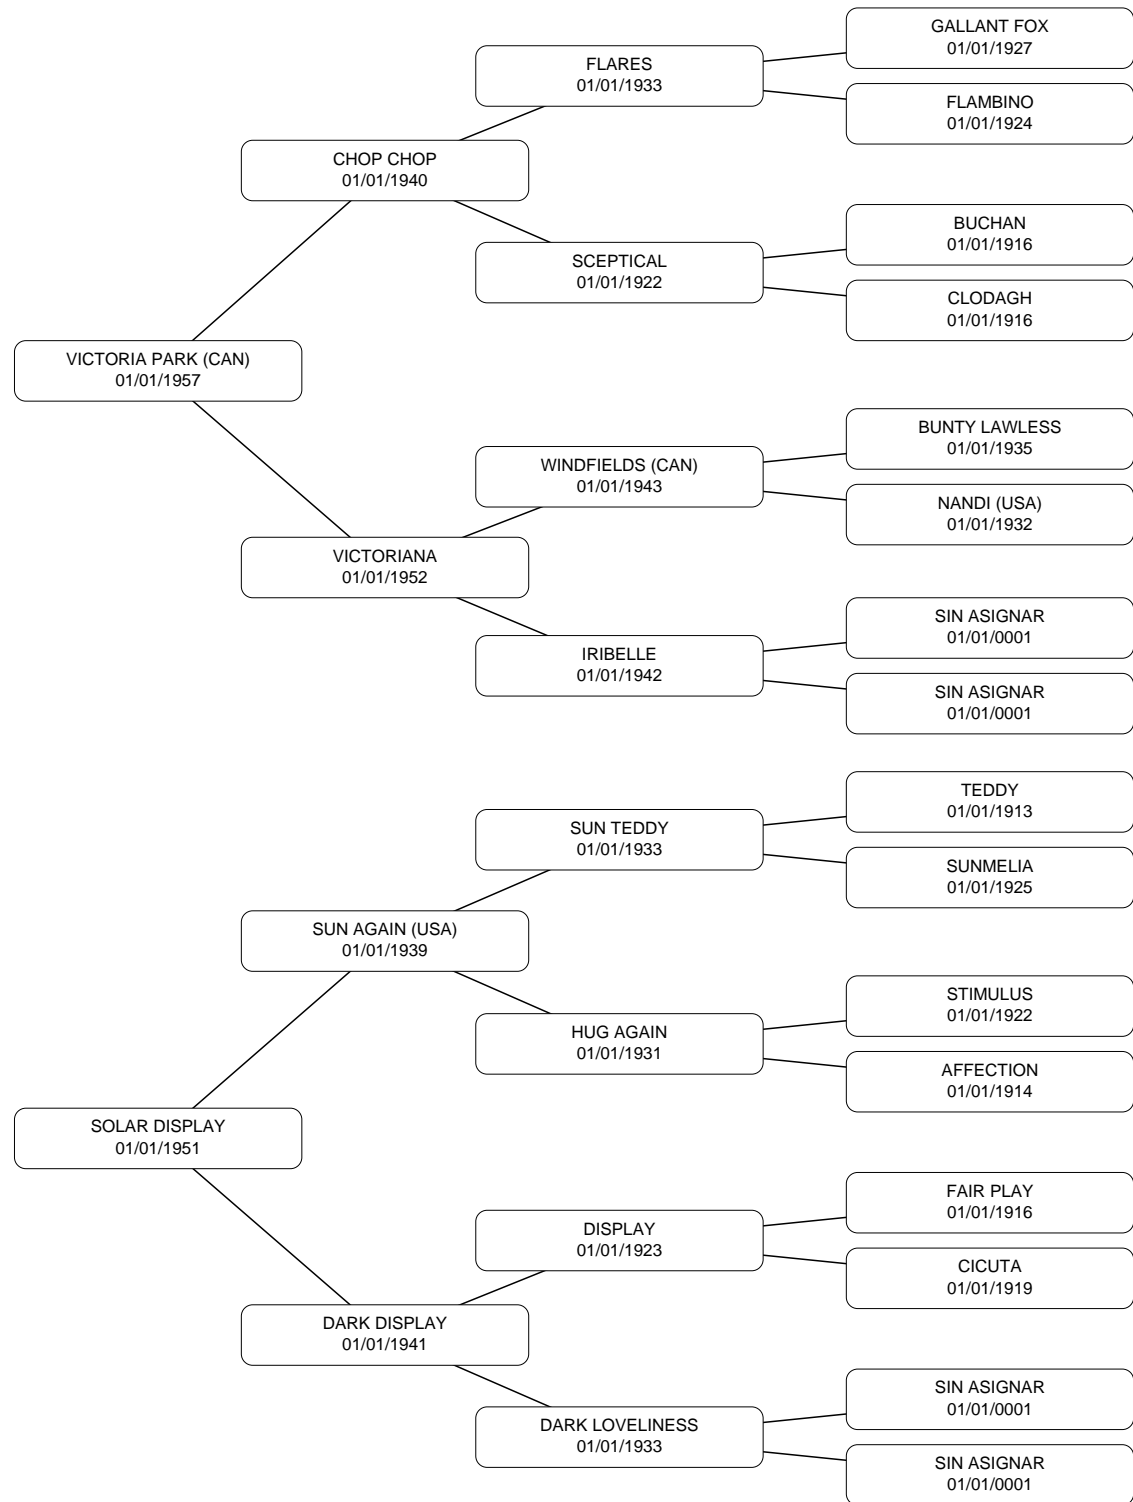 GALLANT FOX
01/01/1927
FLARES
01/01/1933
FLAMBINO
01/01/1924
CHOP CHOP
01/01/1940
BUCHAN
01/01/1916
SCEPTICAL
01/01/1922
CLODAGH
01/01/1916
VICTORIA PARK (CAN)
01/01/1957
BUNTY LAWLESS
01/01/1935
WINDFIELDS (CAN)
01/01/1943
NANDI (USA)
01/01/1932
VICTORIANA
01/01/1952
SIN ASIGNAR
01/01/0001
IRIBELLE
01/01/1942
SIN ASIGNAR
01/01/0001
TEDDY
01/01/1913
SUN TEDDY
01/01/1933
SUNMELIA
01/01/1925
SUN AGAIN (USA)
01/01/1939
STIMULUS
01/01/1922
HUG AGAIN
01/01/1931
AFFECTION
01/01/1914
SOLAR DISPLAY
01/01/1951
FAIR PLAY
01/01/1916
DISPLAY
01/01/1923
CICUTA
01/01/1919
DARK DISPLAY
01/01/1941
SIN ASIGNAR
01/01/0001
DARK LOVELINESS
01/01/1933
SIN ASIGNAR
01/01/0001